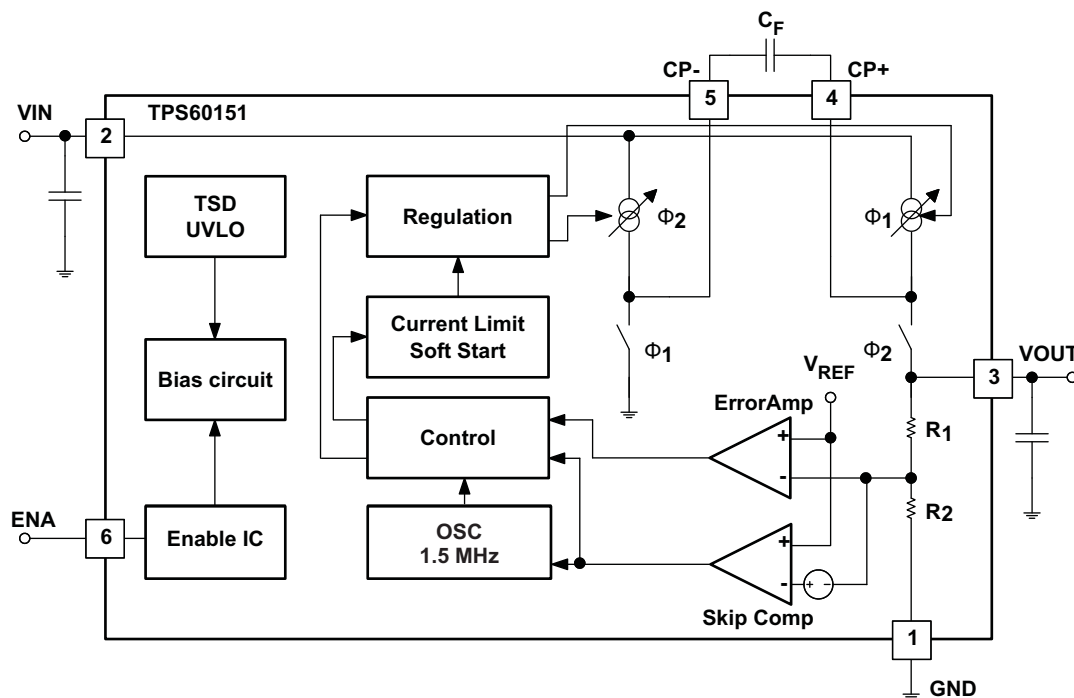 C_F
CP-
CP+
5
4
VIN
TPS60151
2
TSD
UVLO
Regulation
Φ2
Φ1
Current Limit
Soft Start
Bias circuit
Φ1
Φ2
V_REF
VOUT
3
ErrorAmp
+
-
R1
Control
R2
ENA
6
Enable IC
OSC
1.5 MHz
+
-
+ -
Skip Comp
1
GND